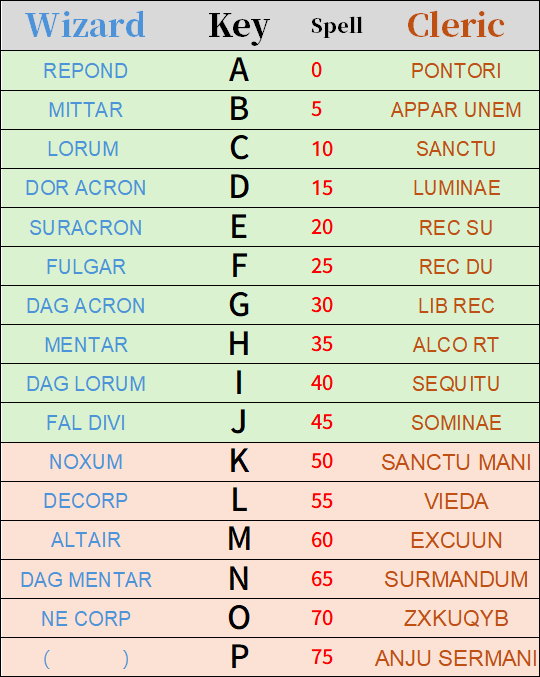 Wizard Key Spell Cleric
REPOND A 0 PONTORI
MITTAR B 5 APPAR UNEM
LORUM C 10 SANCTU
DOR ACRON D 15 LUMINAE
SURACRON E 20 REC SU
FULGAR F 25 REC DU
DAG ACRON G 30 LIB REC
MENTAR H 35 ALCO RT
DAG LORUM I 40 SEQUITU
FAL DIVI J 45 SOMINAE
NOXUM K 50 SANCTU MANI
DECORP L 55 VIEDA
ALTAIR M 60 EXCUUN
DAG MENTAR N 65 SURMANDUM
NE CORP O 70 ZXKUQYB
( ) P 75 ANJU SERMANI